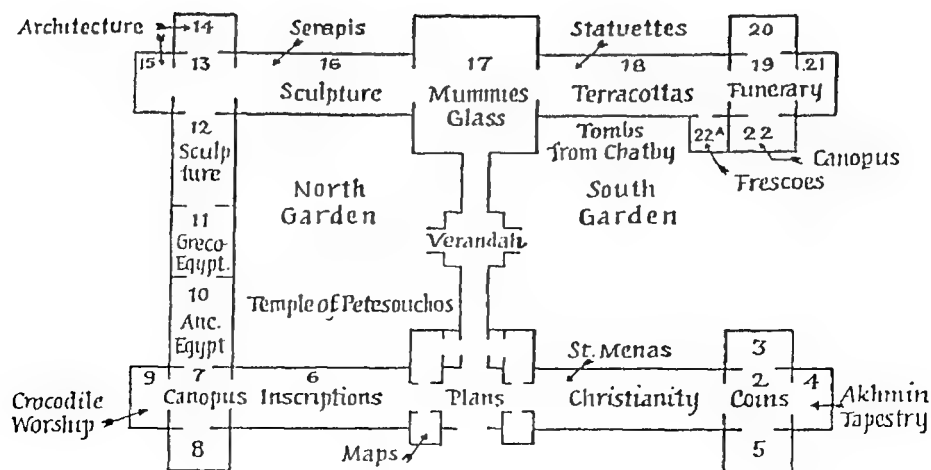 Architecture
14
Serapis
Statuettes
20
15
13
16
17
18
19
21
Sculpture
Mummies
Glass
Terracottas
Funerary
12
Sculp
ture
Tombs
from Chatby
22A
22
Canopus
Frescoes
North
Garden
South
Garden
11
Greco-
Egypt.
Verandah
10
Anc.
Egypt
Temple of Petesouchos
St. Menas
3
9
7
6
2
4
Crocodile
Worship
Canopus
Inscriptions
Plans
Christianity
Coins
Akhmin
Tapestry
8
Maps
5